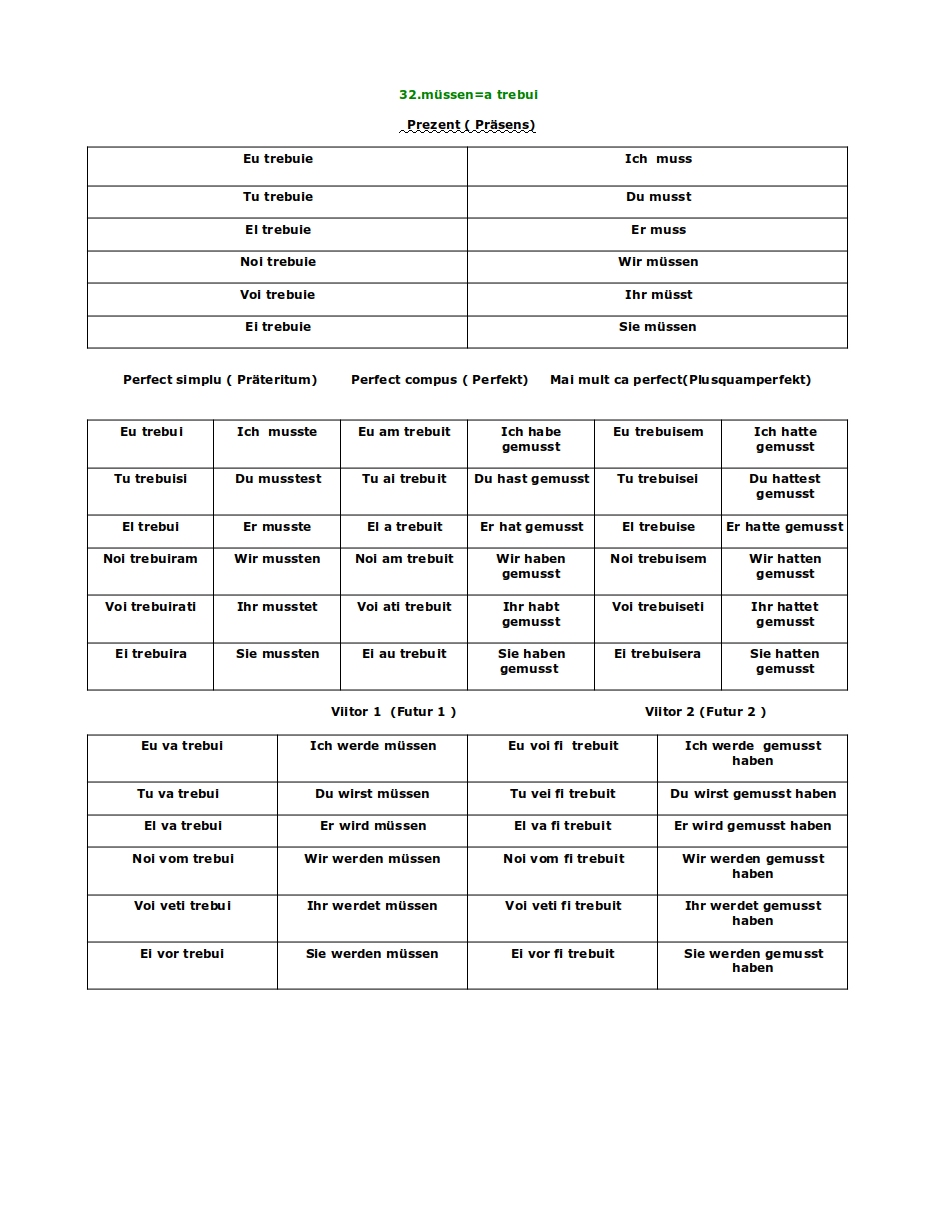 32.müssen=a trebui
Prezent ( Präsens)
Eu trebuie Ich muss
Tu trebuie Du musst
El trebuie Er muss
Noi trebuie Wir müssen
Voi trebuie Ihr müsst
Ei trebuie Sie müssen
Perfect simplu ( Präteritum) Perfect compus ( Perfekt) Mai mult ca perfect(Plusquamperfekt)
Eu trebui Ich musste Eu am trebuit Ich habe Eu trebuisem Ich hatte
gemusst gemusst
Tu trebuisi Du musstest Tu ai trebuit Du hast gemusst Tu trebuisei Du hattest
gemusst
El trebui Er musste El a trebuit Er hat gemusst El trebuise Er hatte gemusst
Noi trebuiram Wir mussten Noi am trebuit Wir haben Noi trebuisem Wir hatten
gemusst gemusst
Voi trebuirati Ihr musstet Voi ati trebuit Ihr habt Voi trebuiseti Ihr hattet
gemusst gemusst
Ei trebuira Sie mussten Ei au trebuit Sie haben Ei trebuisera Sie hatten
gemusst gemusst
Viitor 1 (Futur 1 ) Viitor 2 (Futur 2 )
Eu va trebui Ich werde müssen Eu voi fi trebuit Ich werde gemusst
haben
Tu va trebui Du wirst müssen Tu vei fi trebuit Du wirst gemusst haben
El va trebui Er wird müssen El va fi trebuit Er wird gemusst haben
Noi vom trebui Wir werden müssen Noi vom fi trebuit Wir werden gemusst
haben
Voi veti trebui Ihr werdet müssen Voi veti fi trebuit Ihr werdet gemusst
haben
Ei vor trebui Sie werden müssen Ei vor fi trebuit Sie werden gemusst
haben